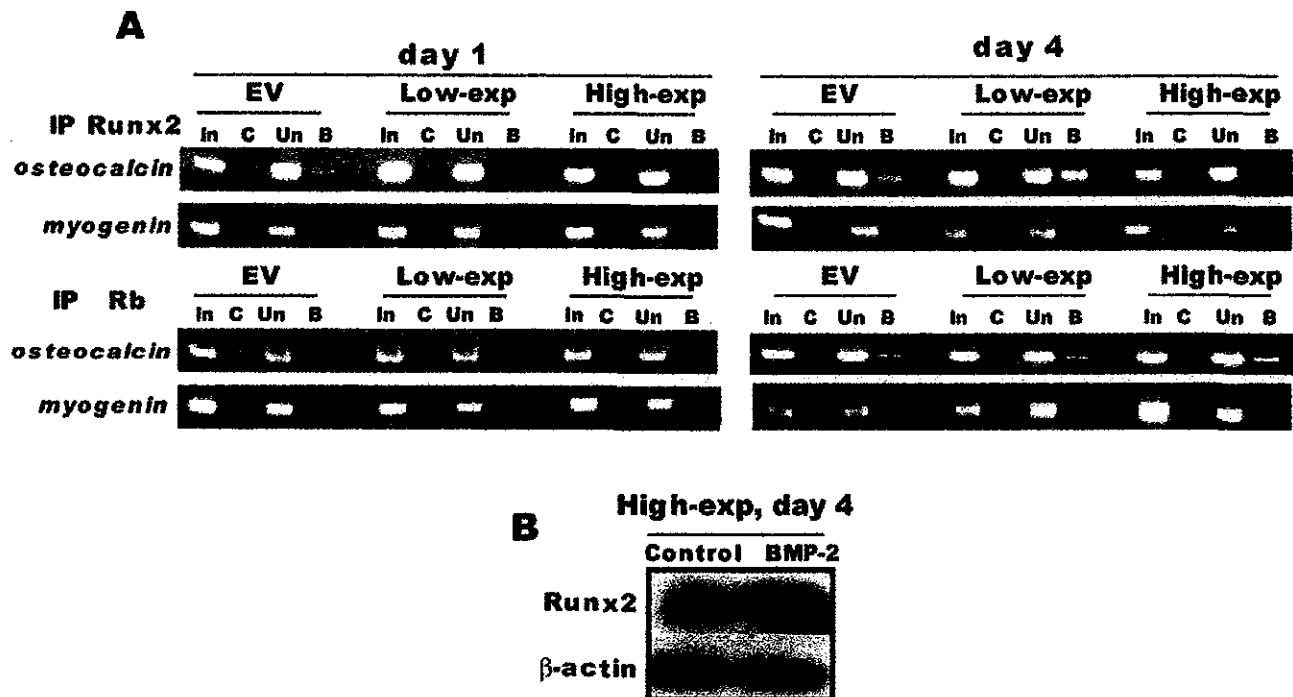 A
day 1 day 4
EV Low-exp High-exp EV Low-exp High-exp
IP Runx2 In C Un B In C Un B In C Un B In C Un B In C Un B In C Un B
osteocalcin
myogenin
EV Low-exp High-exp EV Low-exp High-exp
IP Rb In C Un B In C Un B In C Un B In C Un B In C Un B In C Un B
osteocalcin
myogenin
B
High-exp, day 4
Control BMP-2
Runx2
β-actin